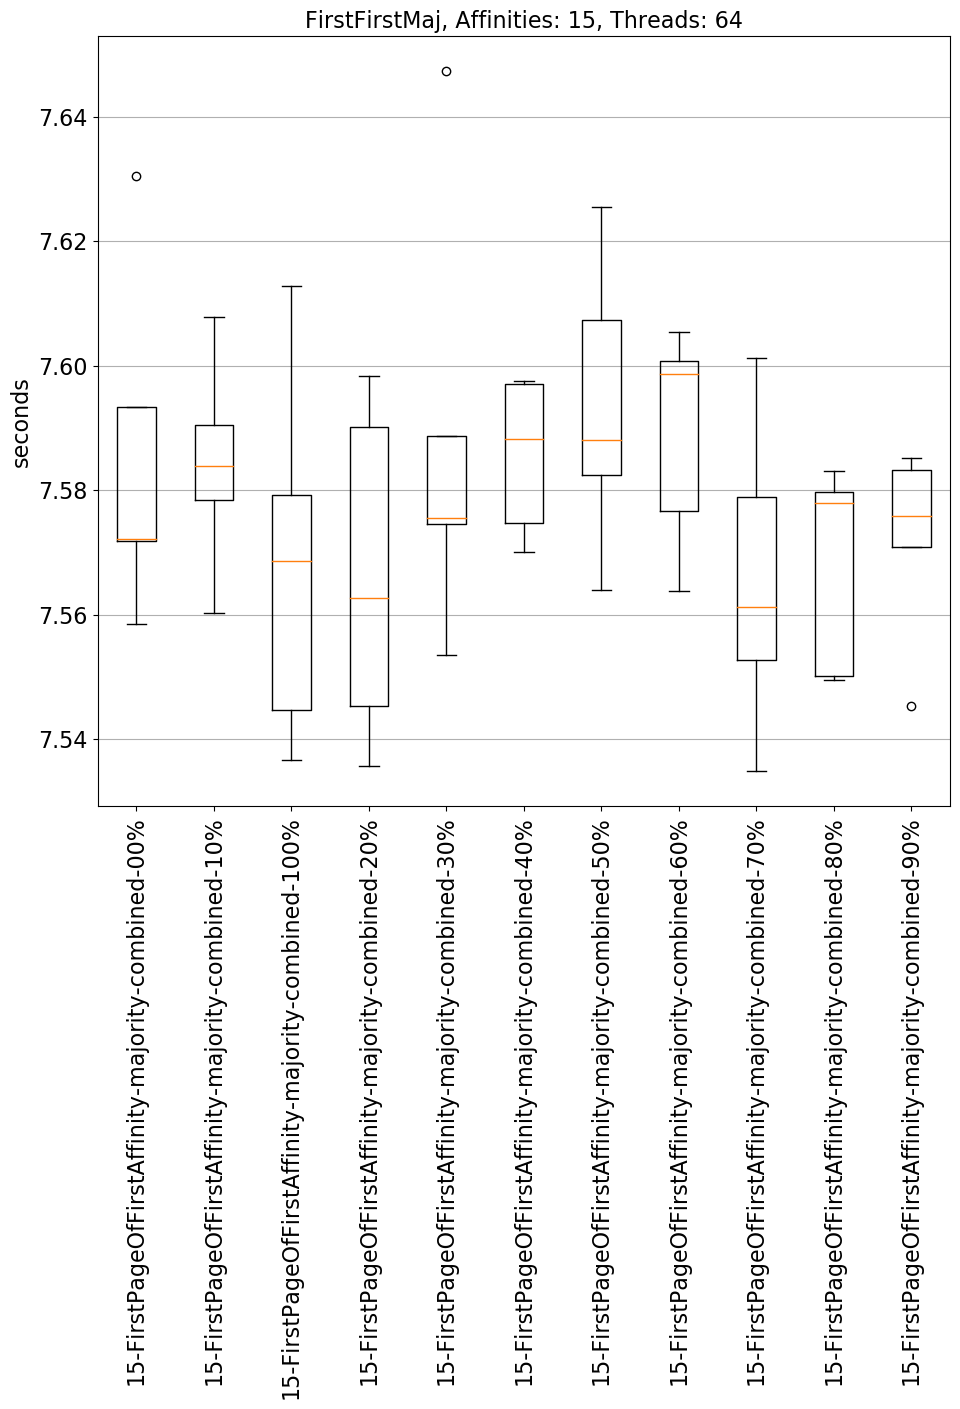 FirstFirstMaj, Affinities: 15, Threads: 64
seconds
7.64
7.62
7.60
7.58
7.56
7.54
15-FirstPageOfFirstAffinity-majority-combined-00%
15-FirstPageOfFirstAffinity-majority-combined-10%
15-FirstPageOfFirstAffinity-majority-combined-100%
15-FirstPageOfFirstAffinity-majority-combined-20%
15-FirstPageOfFirstAffinity-majority-combined-30%
15-FirstPageOfFirstAffinity-majority-combined-40%
15-FirstPageOfFirstAffinity-majority-combined-50%
15-FirstPageOfFirstAffinity-majority-combined-60%
15-FirstPageOfFirstAffinity-majority-combined-70%
15-FirstPageOfFirstAffinity-majority-combined-80%
15-FirstPageOfFirstAffinity-majority-combined-90%